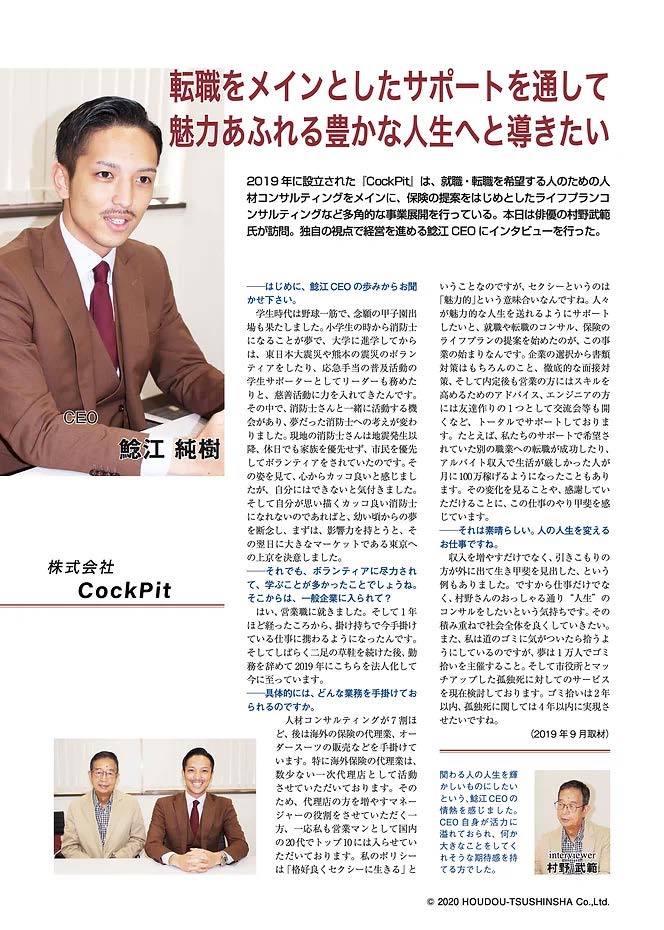 転職をメインとしたサポートを通して
魅力あふれる豊かな人生へと導きたい
2019年に設立された『CockPit』は、就職・転職を希望する人のための人
材コンサルティングをメインに、保険の提案をはじめとしたライフプランコ
ンサルティングなど多角的な事業展開を行っている。本日は俳優の村野武範
氏が訪問。独自の視点で経営を進める鯰江CEOにインタビューを行った。
CEO
鯰江 純樹
株式会社
CockPit
――はじめに、鯰江CEOの歩みからお聞
かせ下さい。
学生時代は野球一筋で、念願の甲子園出
場も果たしました。小学生の時から消防士
になることが夢で、大学に進学してから
は、東日本大震災や熊本の震災のボラン
ティアをしたり、応急手当の普及活動の
学生サポーターとしてリーダーも務めた
りと、慈善活動に力を入れてきたんです。
その中で、消防士さんと一緒に活動する機
会があり、夢だった消防士への考えが変わ
りました。現地の消防士さんは地震発生以
降、休日でも家族を優先せず、市民を優先
してボランティアをされていたのです。そ
の姿を見て、心からカッコ良いと感じまし
たが、自分にはできないと気付きました。
そして自分が思い描くカッコ良い消防士
になれないのであればと、幼い頃からの夢
を断念し、まずは、影響力を持とうと、そ
の翌日に大きなマーケットである東京へ
の上京を決意しました。
――それでも、ボランティアに尽力され
て、学ぶことが多かったことでしょうね。
そこからは、一般企業に入られて？
はい、営業職に就きました。そして1年
ほど経ったころから、掛け持ちで今手掛け
ている仕事に携わるようになったんです。
そしてしばらく二足の草鞋を続けた後、勤
務を辞めて2019年にこちらを法人化して
今に至っています。
――具体的には、どんな業務を手掛けてお
られるのですか。
人材コンサルティングが7割ほ
ど、後は海外の保険の代理業、オー
ダースーツの販売などを手掛けて
います。特に海外保険の代理業は、
数少ない一次代理店として活動
させていただいております。その
ため、代理店の方を増やすマネー
ジャーの役割をさせていただく一
方、一応私も営業マンとして国内
の20代でトップ10には入らせてい
ただいております。私のポリシー
は「格好良くセクシーに生きる」と
いうことなのですが、セクシーというのは
「魅力的」という意味合いなんですね。人々
が魅力的な人生を送れるようにサポート
したいと、就職や転職のコンサル、保険の
ライフプランの提案を始めたのが、この事
業の始まりなんです。企業の選択から書類
対策はもちろんのこと、徹底的な面接対
策、そして内定後も営業の方にはスキルを
高めるためのアドバイス、エンジニアの方
には友達作りの1つとして交流会等も開
くなど、トータルでサポートしておりま
す。たとえば、私たちのサポートで希望さ
れていた別の職業への転職が成功したり、
アルバイト収入で生活が厳しかった人が
月に100万稼げるようになったこともあり
ます。その変化を見ることや、感謝してい
ただけることに、この仕事のやり甲斐を感
じています。
――それは素晴らしい。人の人生を変える
お仕事ですね。
収入を増やすだけでなく、引きこもりの
方が外に出て生き甲斐を見出した、という
例もありました。ですから仕事だけでな
く、村野さんのおっしゃる通り“人生”の
コンサルをしたいという気持ちです。その
積み重ねで社会全体を良くしていきたい。
また、私は道のゴミに気がついたら拾うよ
うにしているのですが、夢は1万人でゴミ
拾いを主催すること。そして市役所とマッ
チアップした孤独死に対してのサービス
を現在検討しております。ゴミ拾いは2年
以内、孤独死に関しては4年以内に実現さ
せたいですね。
（2019年9月取材）
関わる人の人生を輝
かしいものにしたい
という、鯰江CEOの
情熱を感じました。
CEO自身が活力に
溢れておられ、何か
大きなことをしてく
れそうな期待感を持
てる方でした。
interviewer
村野 武範
© 2020 HOUDOU-TSUSHINSHA Co.,Ltd.